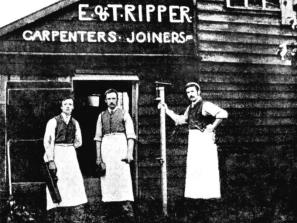 E. & T. RIPPER.
CARPENTERS · JOINERS